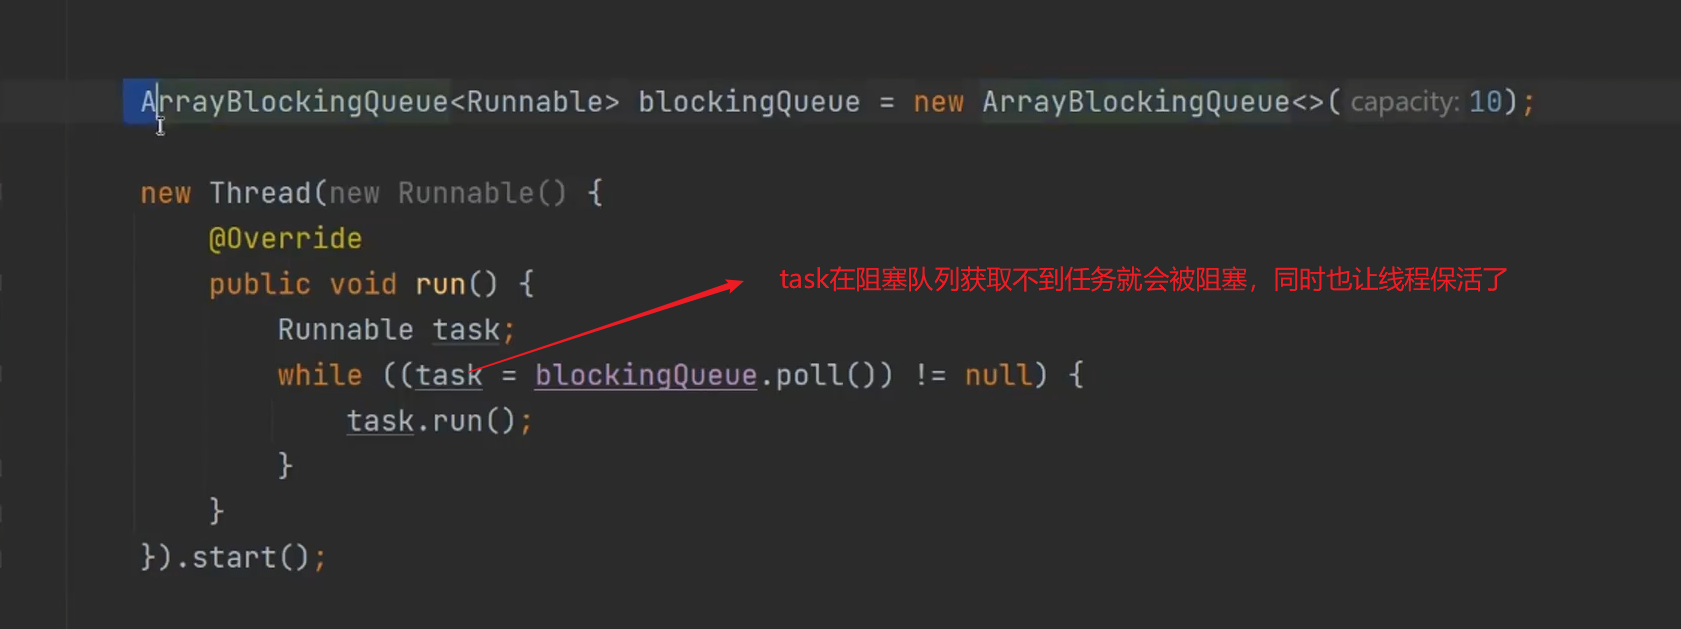 ArrayBlockingQueue<Runnable> blockingQueue = new ArrayBlockingQueue<>( capacity: 10);
new Thread(new Runnable() {
@Override
public void run() {
task在阻塞队列获取不到任务就会被阻塞，同时也让线程保活了
Runnable task;
while ((task = blockingQueue.poll()) != null) {
task.run();
}
}
}).start();